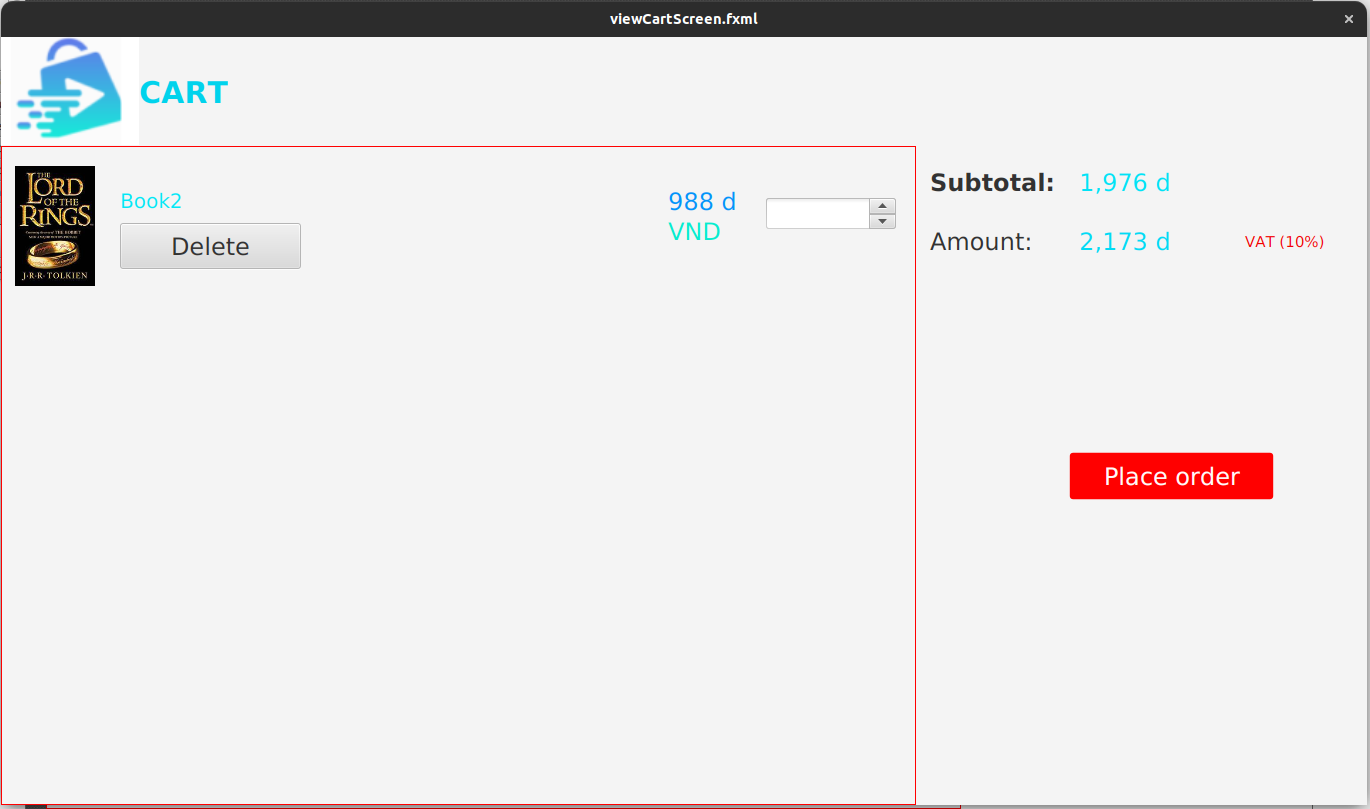 viewCartScreen.fxml
CART
THE
LORD
OF THE
RINGS
J·R·R·TOLKIEN
Book2
Delete
988 d
VND
Subtotal: 1,976 d
Amount: 2,173 d VAT (10%)
Place order